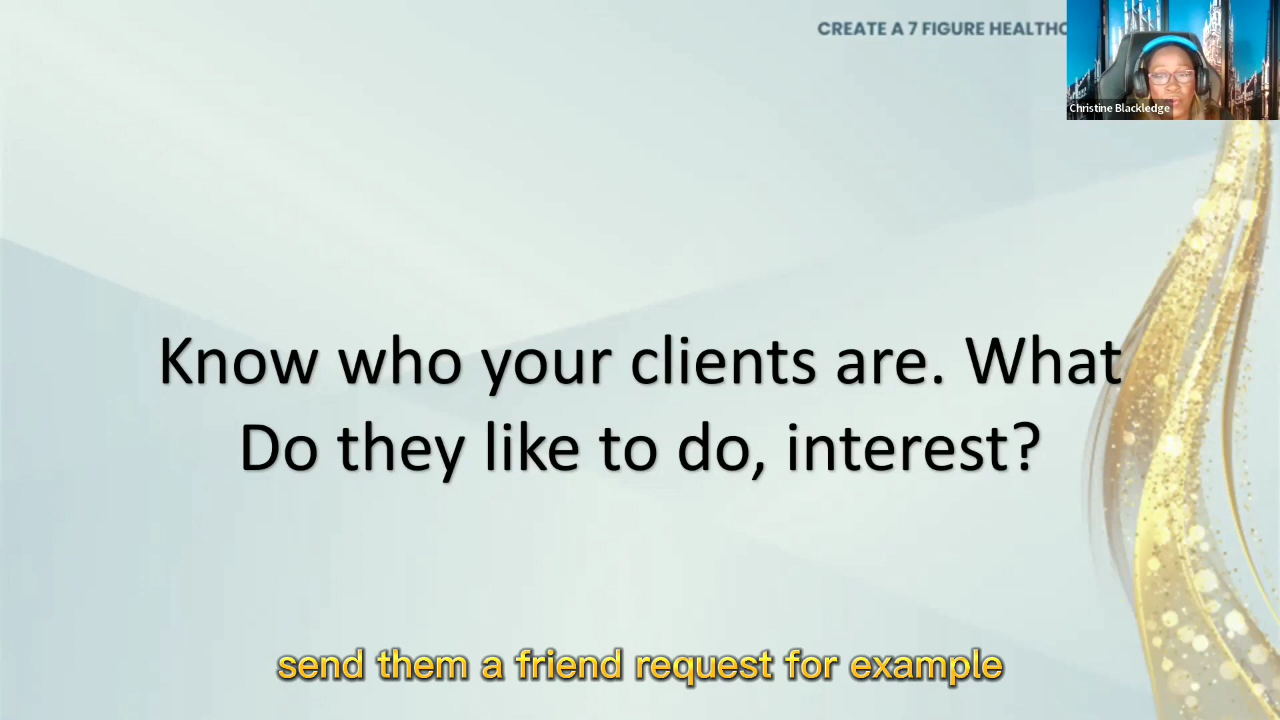 CREATE A 7 FIGURE
Christine Blackledge
Know who your clients are. What
Do they like to do, interest?
send them a friend request for example